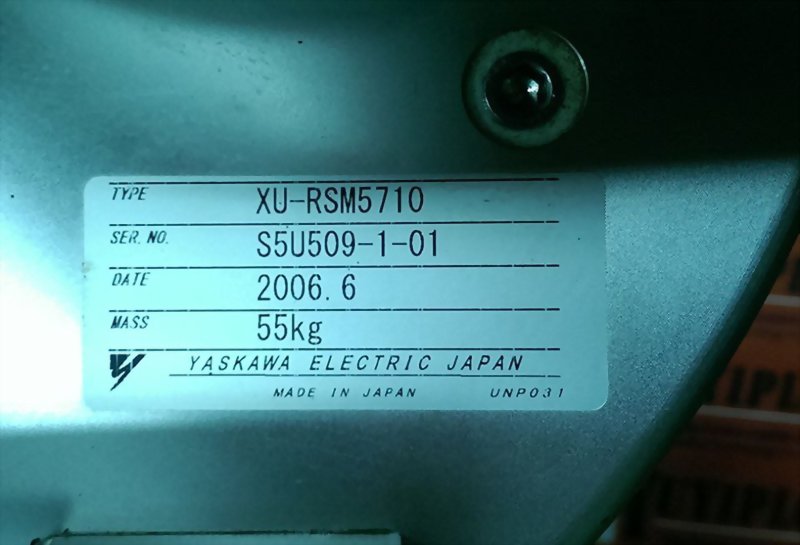 TYPE XU-RSM5710
SER. NO. S5U509-1-01
DATE 2006. 6
MASS 55kg
YASKAWA ELECTRIC JAPAN
MADE IN JAPAN UNP031